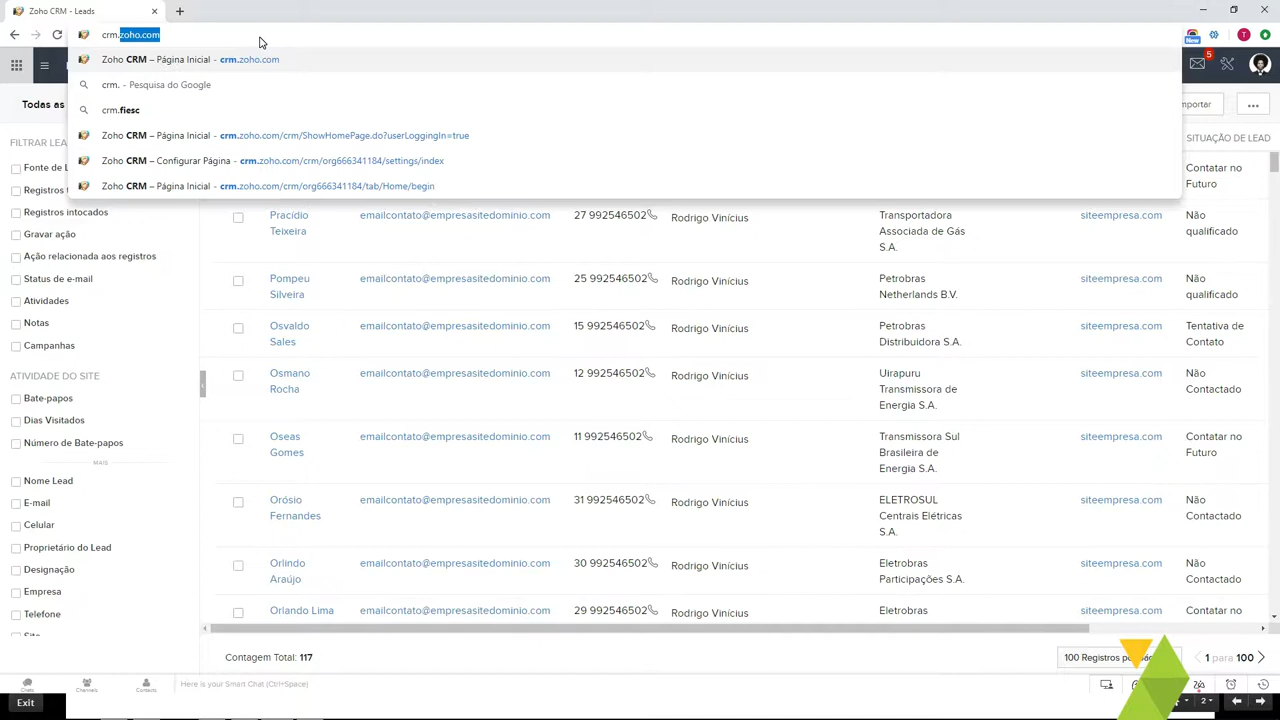 Zoho CRM - Leads
crm.zoho.com
New
T
5
Zoho CRM – Página Inicial - crm.zoho.com
crm. - Pesquisa do Google
crm.fiesc
Zoho CRM – Página Inicial - crm.zoho.com/crm/ShowHomePage.do?userLoggingIn=true
Zoho CRM – Configurar Página - crm.zoho.com/crm/org666341184/settings/index
Zoho CRM – Página Inicial - crm.zoho.com/crm/org666341184/tab/Home/begin
Todas as
...
FILTRAR LEA
SITUAÇÃO DE LEAD
Fonte de L
Registros
Registros intocados
Gravar ação
Ação relacionada aos registros
Status de e-mail
Atividades
Notas
Campanhas
ATIVIDADE DO SITE
Bate-papos
Dias Visitados
Número de Bate-papos
MAIS
Nome Lead
E-mail
Celular
Proprietário do Lead
Designação
Empresa
Telefone
Contatar no
Futuro
Pracídio
Teixeira
emailcontato@empresasitedominio.com
27 992546502
Rodrigo Vinícius
Transportadora
Associada de Gás
S.A.
siteempresa.com
Não
qualificado
Pompeu
Silveira
emailcontato@empresasitedominio.com
25 992546502
Rodrigo Vinícius
Petrobras
Netherlands B.V.
siteempresa.com
Não
qualificado
Osvaldo
Sales
emailcontato@empresasitedominio.com
15 992546502
Rodrigo Vinícius
Petrobras
Distribuidora S.A.
siteempresa.com
Tentativa de
Contato
Osmano
Rocha
emailcontato@empresasitedominio.com
12 992546502
Rodrigo Vinícius
Uirapuru
Transmissora de
Energia S.A.
siteempresa.com
Não
Contactado
Oseas
Gomes
emailcontato@empresasitedominio.com
11 992546502
Rodrigo Vinícius
Transmissora Sul
Brasileira de
Energia S.A.
siteempresa.com
Contatar no
Futuro
Orósio
Fernandes
emailcontato@empresasitedominio.com
31 992546502
Rodrigo Vinícius
ELETROSUL
Centrais Elétricas
S.A.
siteempresa.com
Não
Contactado
Orlindo
Araújo
emailcontato@empresasitedominio.com
30 992546502
Rodrigo Vinícius
Eletrobras
Participações S.A.
siteempresa.com
Não
Contactado
Orlando Lima
emailcontato@empresasitedominio.com
29 992546502
Rodrigo Vinícius
Eletrobras
siteempresa.com
Contatar no
Contagem Total: 117
100 Registros
1 para 100
Chats
Channels
Contacts
Here is your Smart Chat (Ctrl+Space)
Exit
2